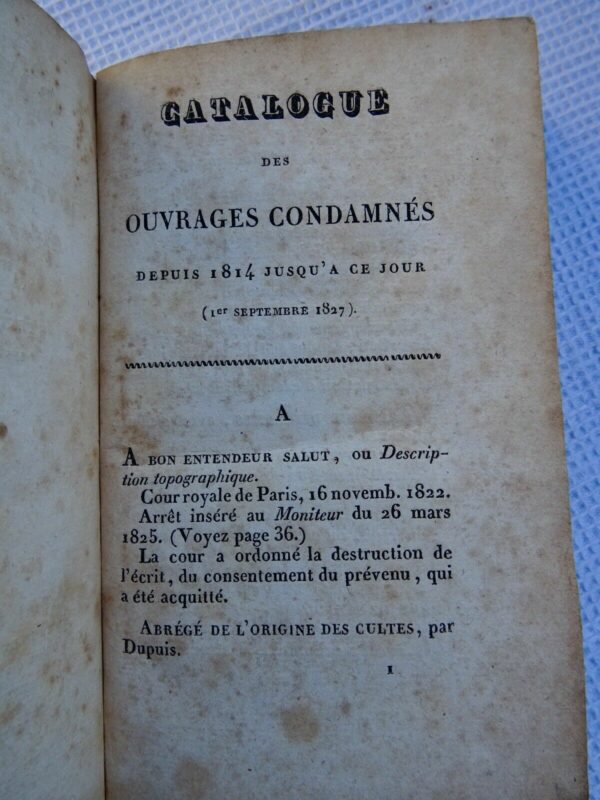 CATALOGUE
DES
OUVRAGES CONDAMNÉS
DEPUIS 1814 JUSQU'A CE JOUR
(1er SEPTEMBRE 1827).
A
A BON ENTENDEUR SALUT, OU Descrip-
tion topographique.
Cour royale de Paris, 16 novemb. 1822.
Arrêt inséré au Moniteur du 26 mars
1825. (Voyez page 36.)
La cour a ordonné la destruction de
l'écrit, du consentement du prévenu, qui
a été acquitté.
ABRÉGÉ DE L'ORIGINE DES CULTES, par
Dupuis.
1